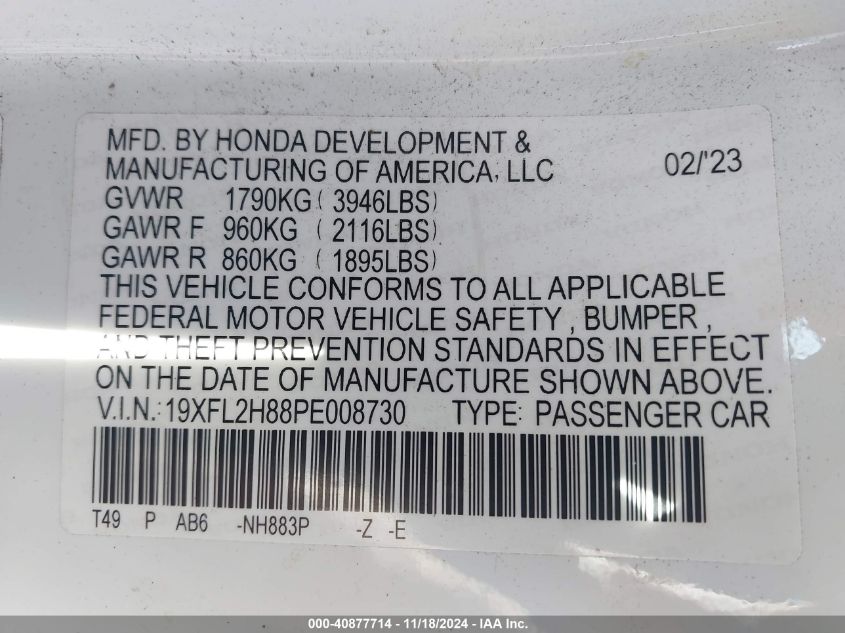 MFD. BY HONDA DEVELOPMENT &
MANUFACTURING OF AMERICA, LLC 02/'23
GVWR 1790KG ( 3946LBS)
GAWR F 960KG ( 2116LBS)
GAWR R 860KG ( 1895LBS)
THIS VEHICLE CONFORMS TO ALL APPLICABLE
FEDERAL MOTOR VEHICLE SAFETY , BUMPER ,
AND THEFT PREVENTION STANDARDS IN EFFECT
ON THE DATE OF MANUFACTURE SHOWN ABOVE.
V.I.N.: 19XFL2H88PE008730 TYPE: PASSENGER CAR
T49 P AB6 -NH883P -Z -E
000-40877714 - 11/18/2024 - IAA Inc.